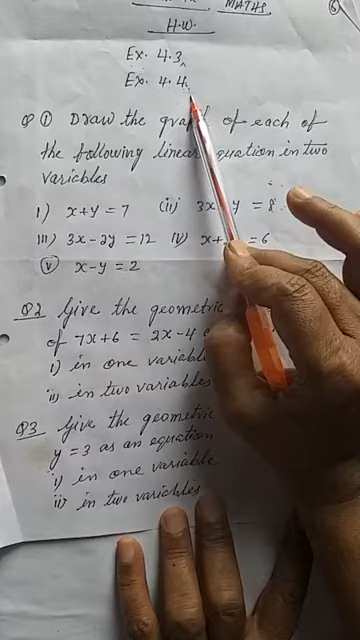 MATHS
6
H.W.
Ex. 4.3,
Ex. 4.4,
Q ① Draw the graph of each of
the following linear equation in two
variables
i) x+y = 7 (ii) 3x y = 8
iii) 3x-2y = 12 iv) x+ = 6
v x-y = 2
Q2 Give the geometric
of 7x+6 = 2x-4
i) in one variable
ii) in two variables
Q3 Give the geometric
y = 3 as an equation
i) in one variable
ii) in two variables